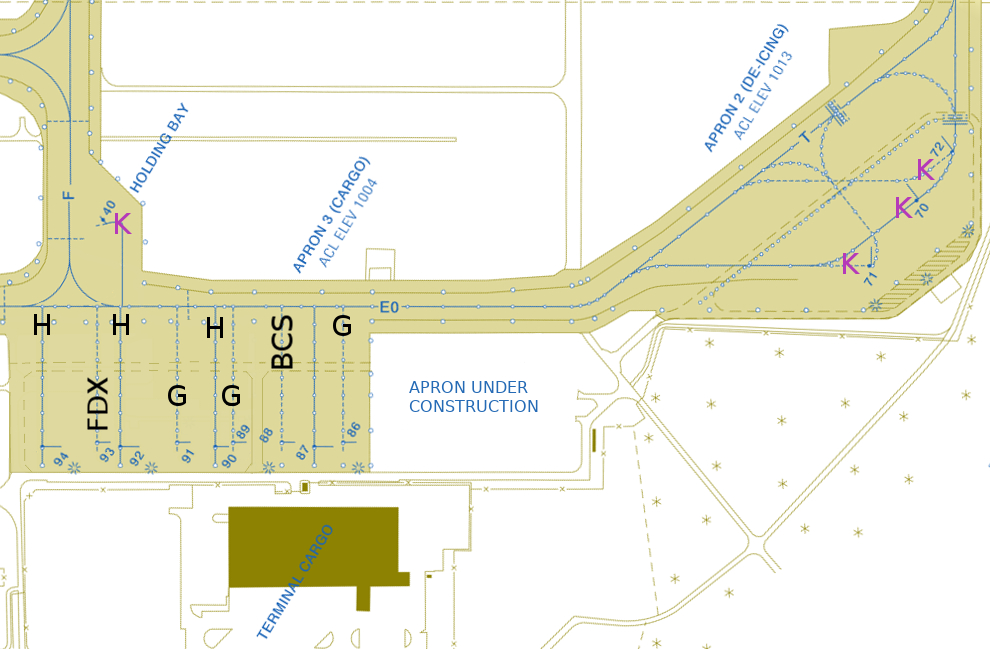 APRON 2 (DE-ICING)
ACL ELEV 1013
HOLDING BAY
T
72
K
F
40
K
APRON 3 (CARGO)
ACL ELEV 1004
K
70
K
71
E0
H
H
H
BCS
G
FDX
G
G
APRON UNDER
CONSTRUCTION
94
93
92
91
90
89
88
87
86
TERMINAL CARGO